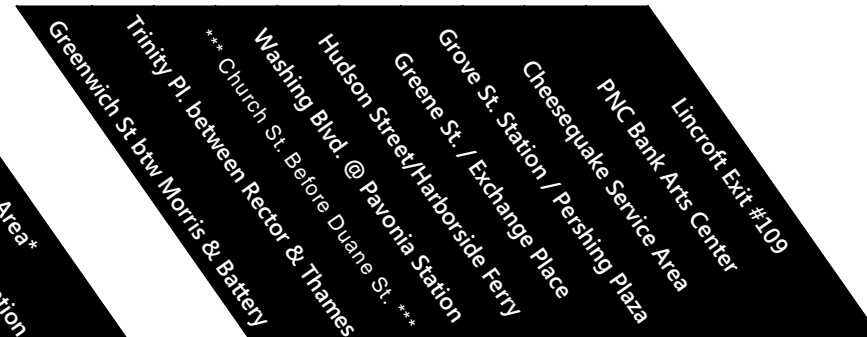 Area*
Greenwich St btw Morris & Battery
Trinity Pl. between Rector & Thames
*** Church St. Before Duane St. ***
Washing Blvd. @ Pavonia Station
Hudson Street/Harborside Ferry
Greene St. / Exchange Place
Grove St. Station / Pershing Plaza
Cheesequake Service Area
PNC Bank Arts Center
Lincroft Exit #109